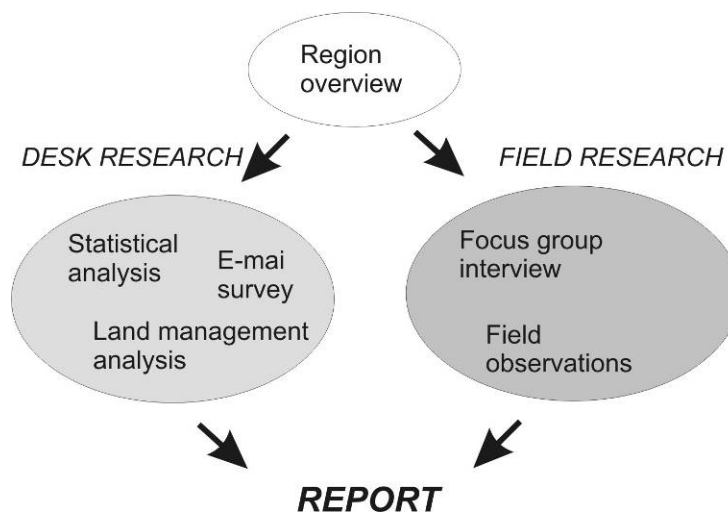 Region
overview
DESK RESEARCH
FIELD RESEARCH
Statistical
analysis
E-mai
survey
Land management
analysis
Focus group
interview
Field
observations
REPORT